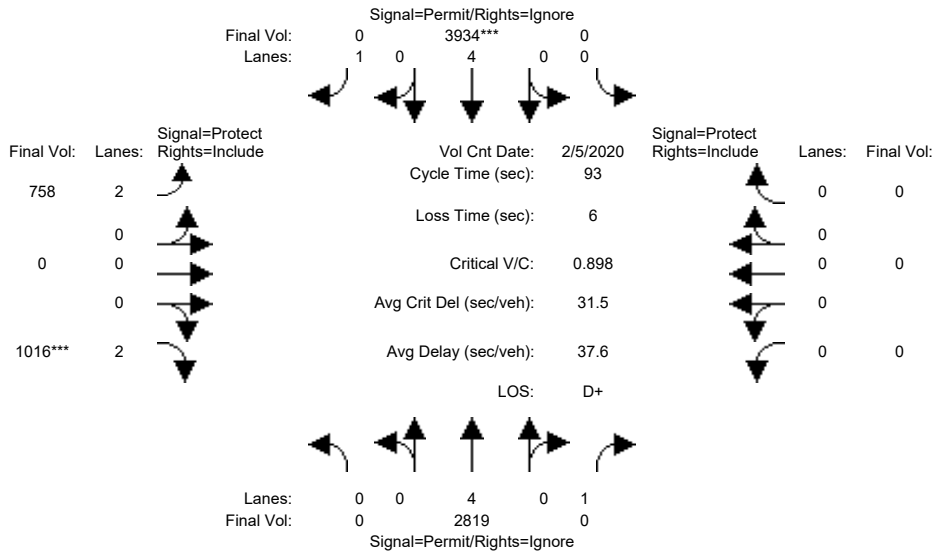 Signal=Permit/Rights=Ignore
Final Vol: 0 3934*** 0
Lanes: 1 0 4 0 0
Signal=Protect Signal=Protect
Final Vol: Lanes: Rights=Include Vol Cnt Date: 2/5/2020 Rights=Include Lanes: Final Vol:
Cycle Time (sec): 93
758 2 0 0
Loss Time (sec): 6
0 0
0 0 Critical V/C: 0.898 0 0
0 Avg Crit Del (sec/veh): 31.5 0
1016*** 2 Avg Delay (sec/veh): 37.6 0 0
LOS: D+
Lanes: 0 0 4 0 1
Final Vol: 0 2819 0
Signal=Permit/Rights=Ignore